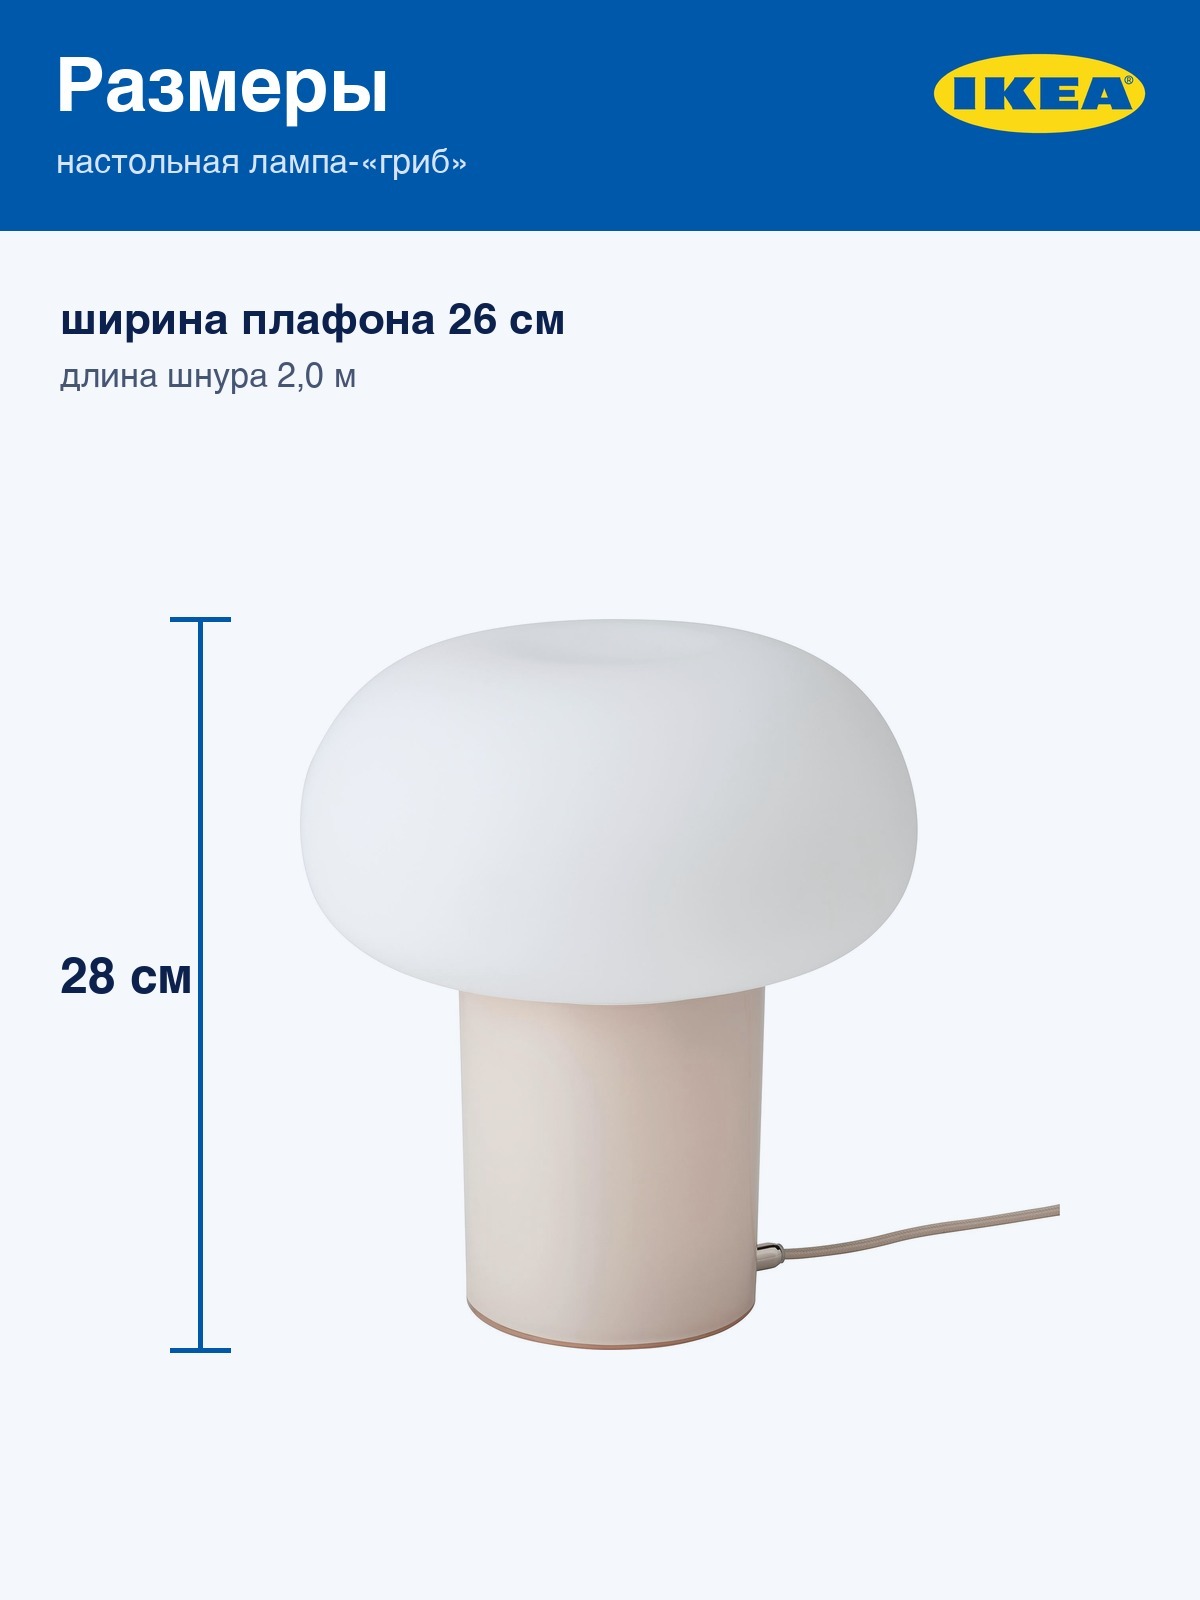 Размеры
IKEA®
настольная лампа-«гриб»
ширина плафона 26 см
длина шнура 2,0 м
28 см